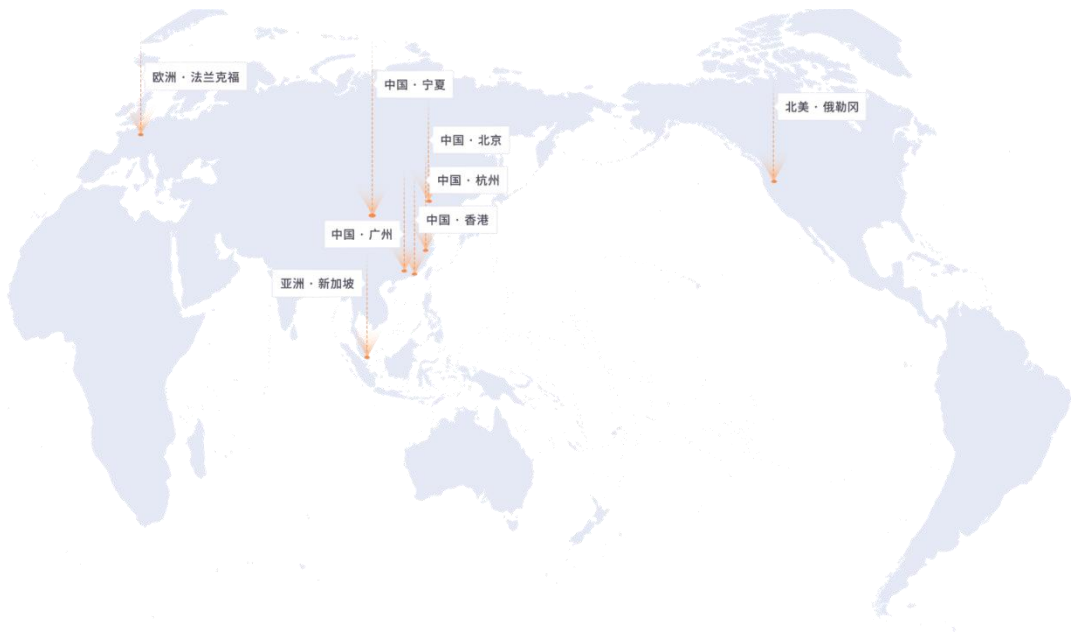 欧洲 · 法兰克福
中国 · 宁夏
北美 · 俄勒冈
中国 · 北京
中国 · 杭州
中国 · 香港
中国 · 广州
亚洲 · 新加坡